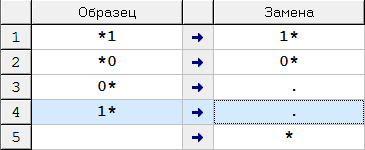 Образец Замена
1 *1 → 1*
2 *0 → 0*
3 0* → .
4 1* → .
5 → *